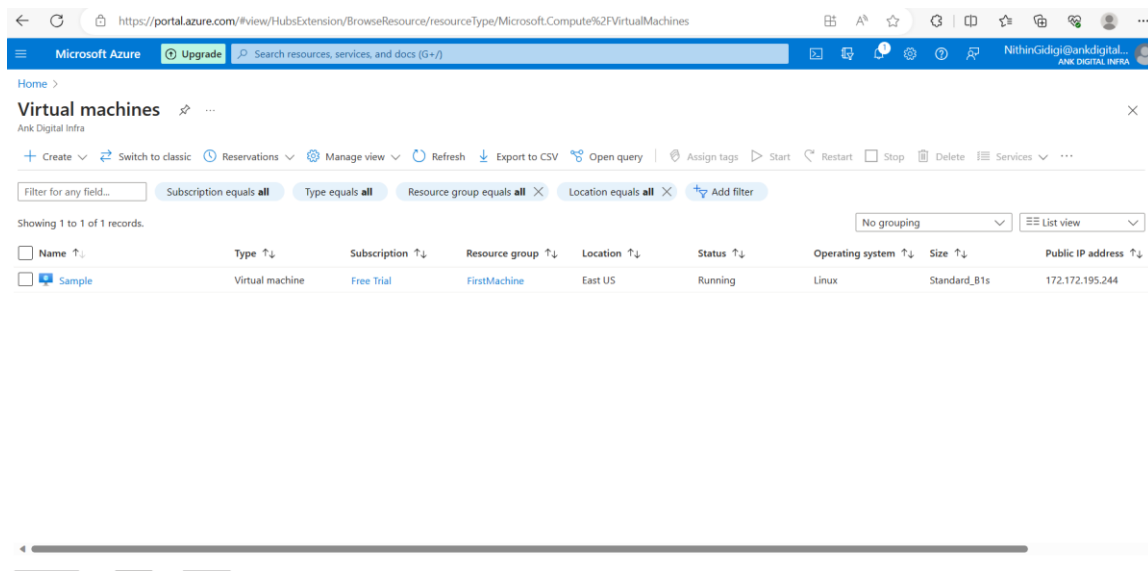 https://portal.azure.com/#view/HubsExtension/BrowseResource/resourceType/Microsoft.Compute%2FVirtualMachines
Microsoft Azure Upgrade Search resources, services, and docs (G+/) 1 NithinGidigi@ankdigital...
ANK DIGITAL INFRA
Home >
Virtual machines ...
Ank Digital Infra
Create Switch to classic Reservations Manage view Refresh Export to CSV Open query Assign tags Start Restart Stop Delete Services ...
Filter for any field... Subscription equals all Type equals all Resource group equals all Location equals all Add filter
Showing 1 to 1 of 1 records. No grouping List view
Name Type Subscription Resource group Location Status Operating system Size Public IP address
Sample Virtual machine Free Trial FirstMachine East US Running Linux Standard_B1s 172.172.195.244